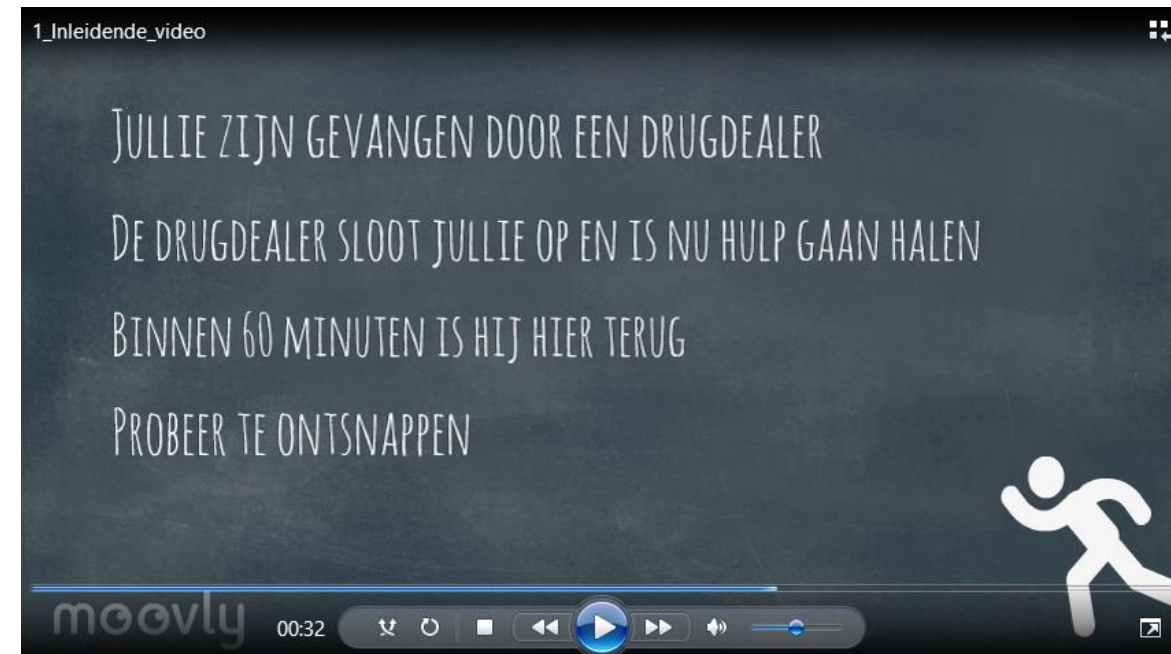 1_Inleidende_video
JULLIE ZIJN GEVANGEN DOOR EEN DRUGDEALER
DE DRUGDEALER SLOOT JULLIE OP EN IS NU HULP GAAN HALEN
BINNEN 60 MINUTEN IS HIJ HIER TERUG
PROBEER TE ONTSNAPPEN
moovly
00:32